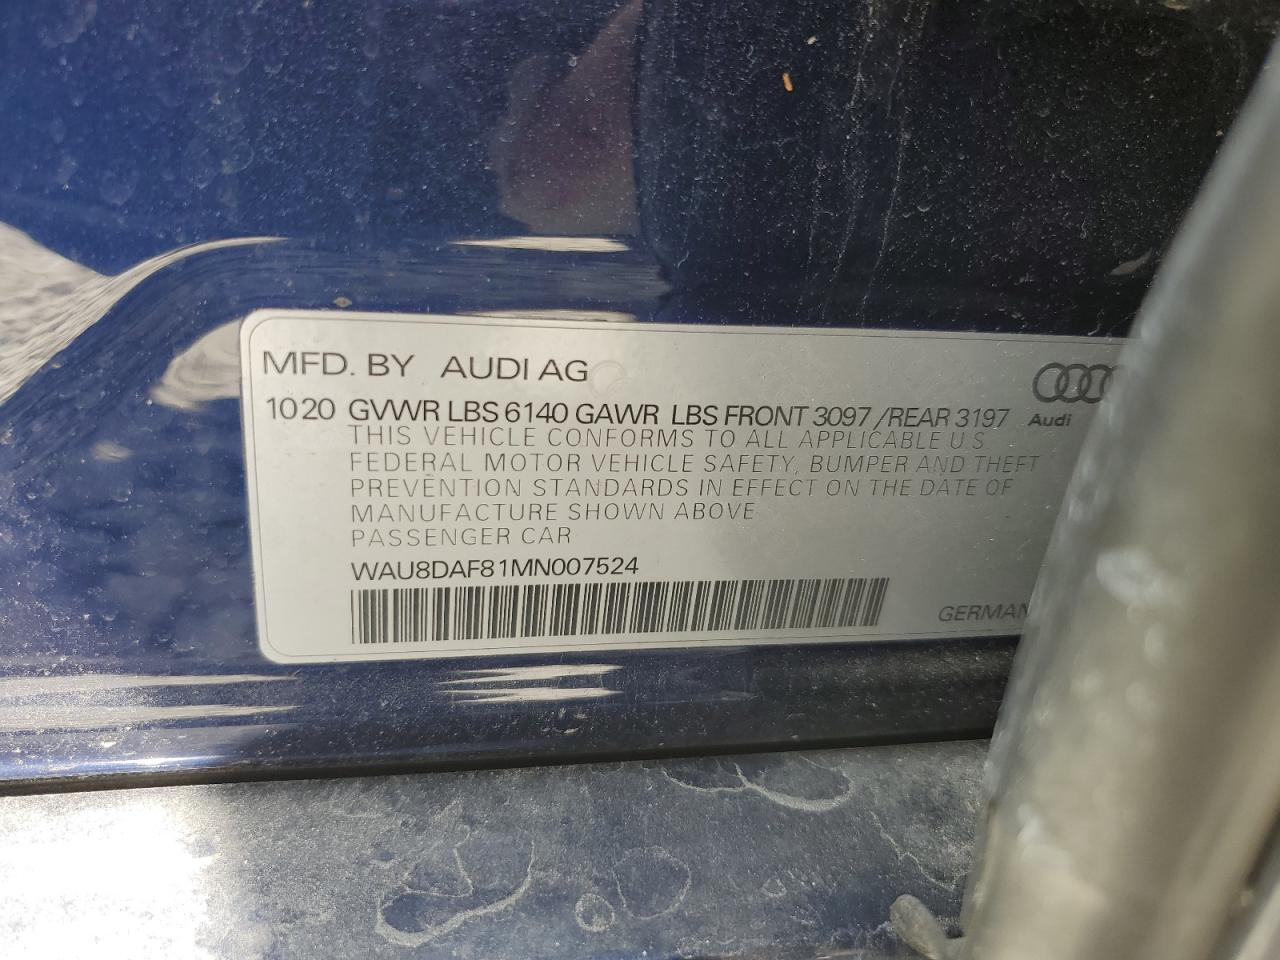 MFD. BY AUDI AG
1020 GVWR LBS 6140 GAWR LBS FRONT 3097 / REAR 3197
Audi
THIS VEHICLE CONFORMS TO ALL APPLICABLE U.S
FEDERAL MOTOR VEHICLE SAFETY, BUMPER AND THEFT
PREVENTION STANDARDS IN EFFECT ON THE DATE OF
MANUFACTURE SHOWN ABOVE
PASSENGER CAR
WAU8DAF81MN007524
GERMAN